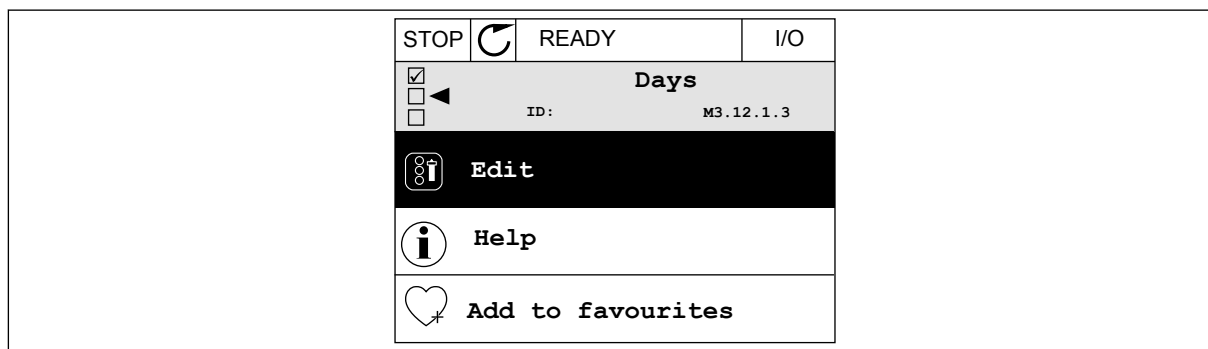 STOP READY I/O
Days
ID: M3.12.1.3
Edit
Help
Add to favourites